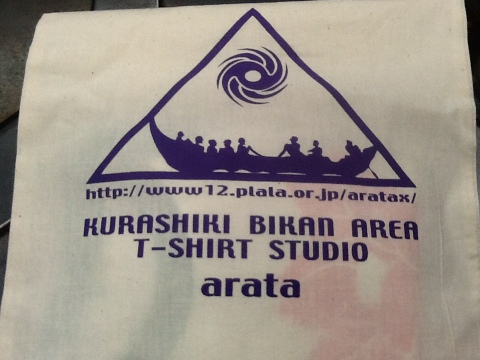 http://www12.plala.or.jp/aratax/
KURASHIKI BIKAN AREA
T-SHIRT STUDIO
arata